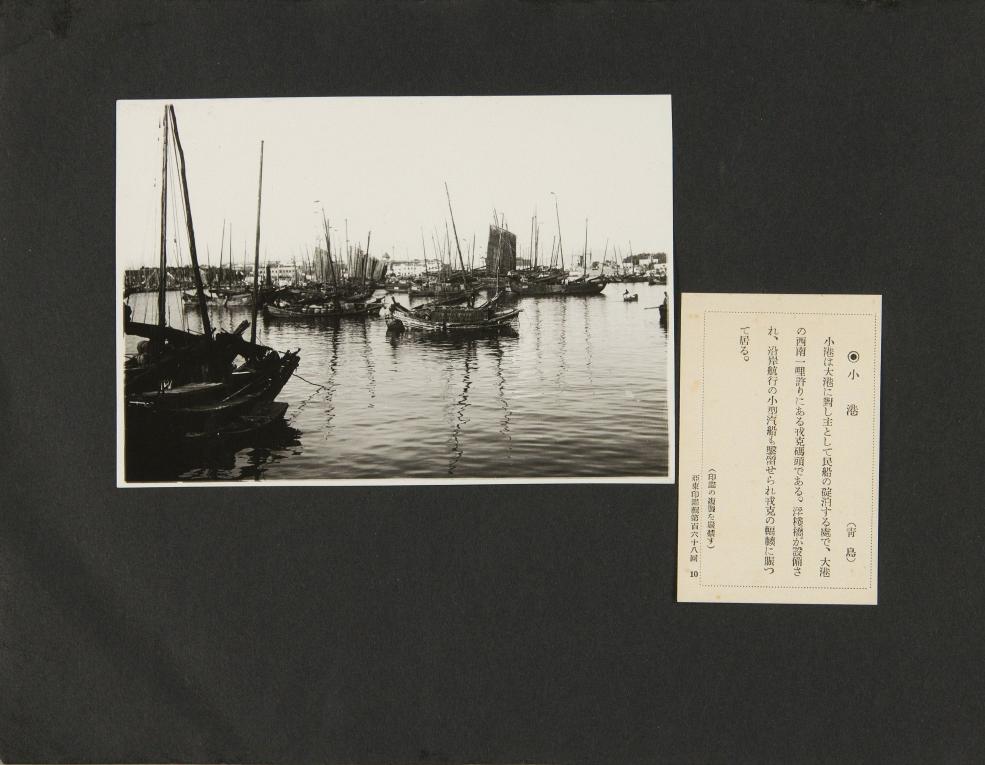 ◉小港　（靑島）
小港は大港に對し主として民船の碇泊する處で、大港
の西南一哩許りにある戎克碼頭である。浮棧橋が設備さ
れ、沿岸航行の小型汽船も繋留せられ戎克の輻輳に賑つ
て居る。
（印畫の複製を嚴禁す）
亞東印畫輯第百六十八回　10